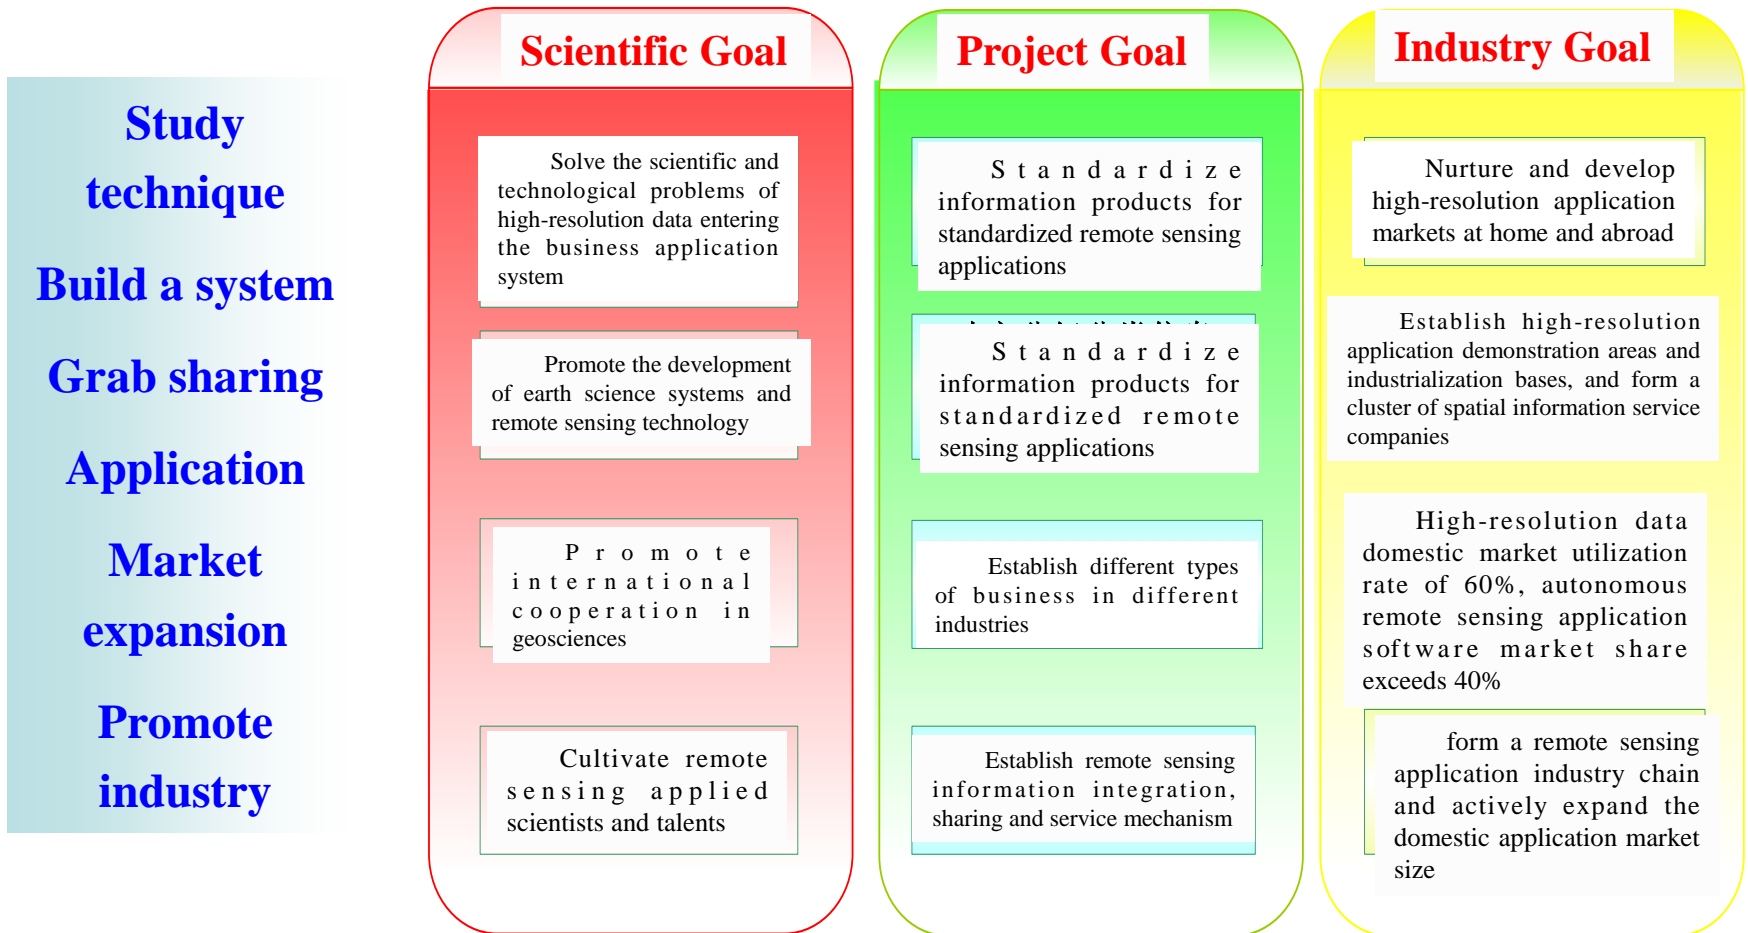 Study
technique
Build a system
Grab sharing
Application
Market
expansion
Promote
industry
Scientific Goal
Solve the scientific and
technological problems of
high-resolution data entering
the business application
system
Promote the development
of earth science systems and
remote sensing technology
Promote
international
cooperation in
geosciences
Cultivate remote
sensing applied
scientists and talents
Project Goal
Standardize
information products for
standardized remote sensing
applications
Standardize
information products for
standardized remote
sensing applications
Establish different types
of business in different
industries
Establish remote sensing
information integration,
sharing and service mechanism
Industry Goal
Nurture and develop
high-resolution application
markets at home and abroad
Establish high-resolution
application demonstration areas and
industrialization bases, and form a
cluster of spatial information service
companies
High-resolution data
domestic market utilization
rate of 60%, autonomous
remote sensing application
software market share
exceeds 40%
form a remote sensing
application industry chain
and actively expand the
domestic application market
size